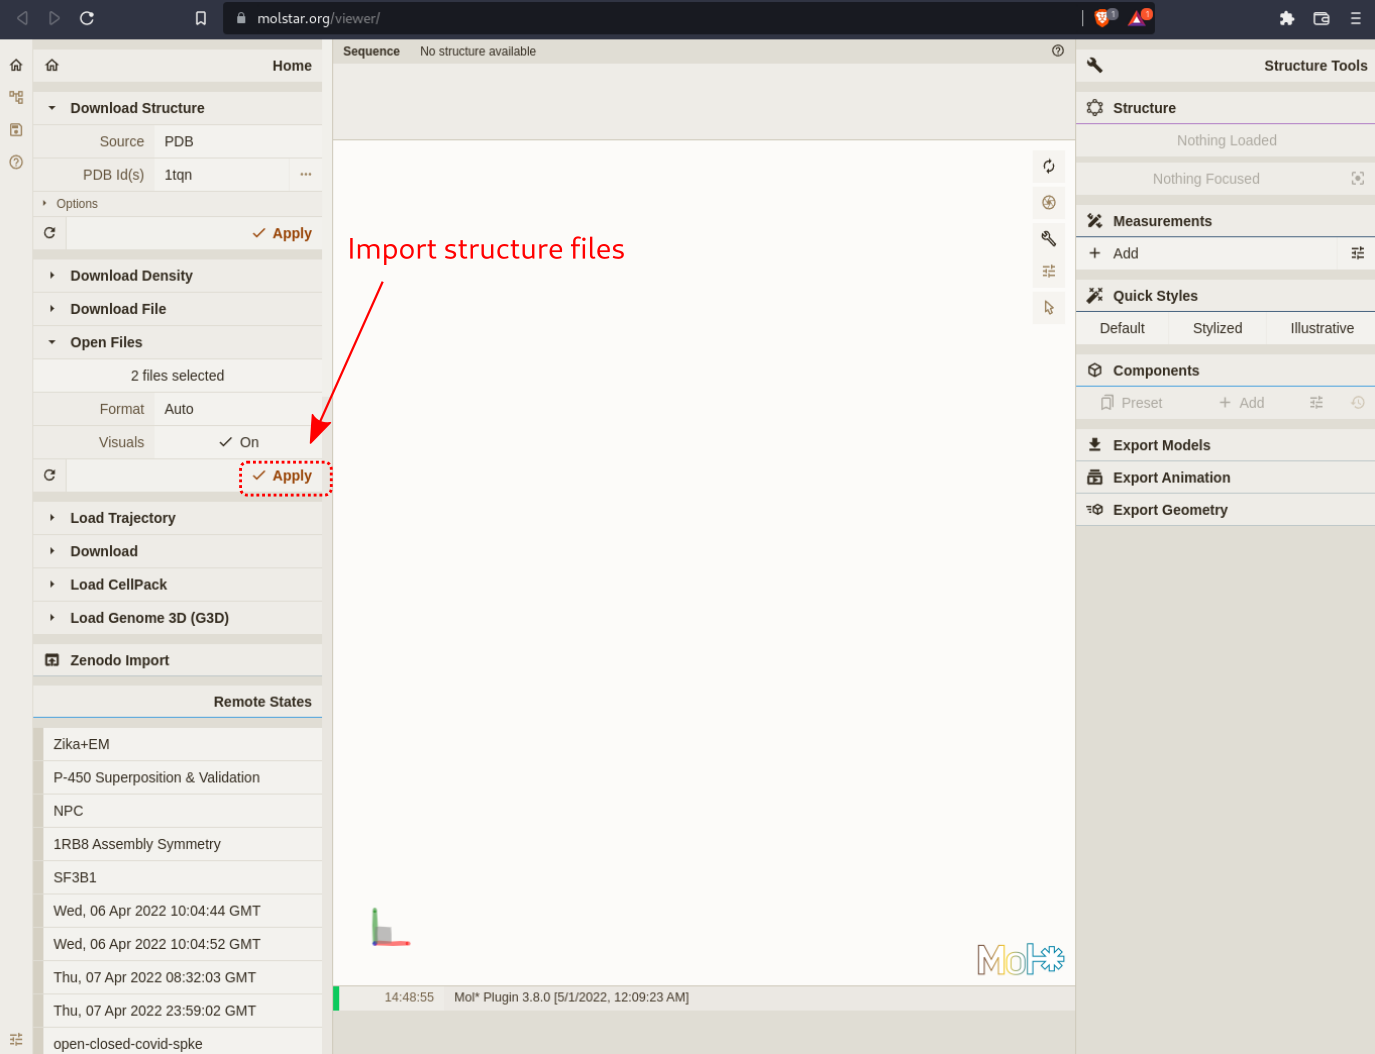 molstar.org/viewer/
1
1
Home
Download Structure
Source PDB
PDB Id(s) 1tqn ...
Options
Apply
Download Density
Download File
Open Files
2 files selected
Format Auto
Visuals On
Apply
Load Trajectory
Download
Load CellPack
Load Genome 3D (G3D)
Zenodo Import
Remote States
Zika+EM
P-450 Superposition & Validation
NPC
1RB8 Assembly Symmetry
SF3B1
Wed, 06 Apr 2022 10:04:44 GMT
Wed, 06 Apr 2022 10:04:52 GMT
Thu, 07 Apr 2022 08:32:03 GMT
Thu, 07 Apr 2022 23:59:02 GMT
open-closed-covid-spke
Sequence No structure available
Import structure files
Mol*
14:48:55 Mol* Plugin 3.8.0 [5/1/2022, 12:09:23 AM]
Structure Tools
Structure
Nothing Loaded
Nothing Focused
Measurements
+ Add
Quick Styles
Default Stylized Illustrative
Components
Preset + Add
Export Models
Export Animation
Export Geometry